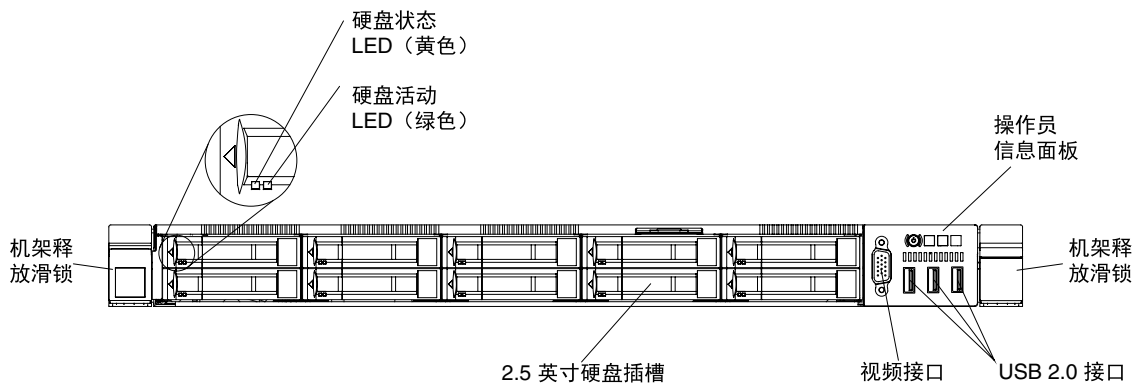 硬盘状态
LED（黄色）
硬盘活动
LED（绿色）
操作员
信息面板
机架释
放滑锁
机架释
放滑锁
2.5 英寸硬盘插槽
视频接口
USB 2.0 接口